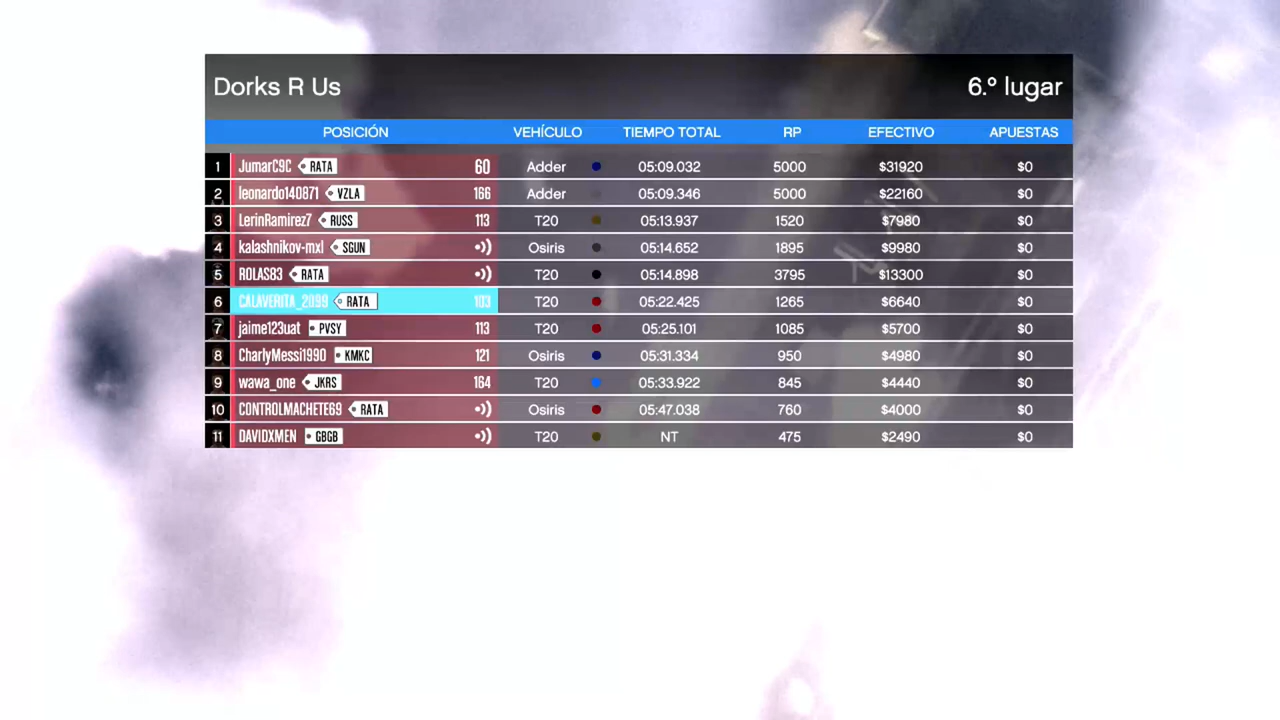 Dorks R Us 6.º lugar
POSICIÓN VEHÍCULO TIEMPO TOTAL RP EFECTIVO APUESTAS
1 JumarC9C RATA 60 Adder 05:09.032 5000 $31920 $0
2 leonardo140871 VZLA 166 Adder 05:09.346 5000 $22160 $0
3 LerinRamirez7 RUSS 113 T20 05:13.937 1520 $7980 $0
4 kalashnikov-mxl SGUN Osiris 05:14.652 1895 $9980 $0
5 ROLAS83 RATA T20 05:14.898 3795 $13300 $0
6 CALAVERITA_2099 RATA 103 T20 05:22.425 1265 $6640 $0
7 jaime123uat PVSY 113 T20 05:25.101 1085 $5700 $0
8 CharlyMessi1990 KMKC 121 Osiris 05:31.334 950 $4980 $0
9 wawa_one JKRS 164 T20 05:33.922 845 $4440 $0
10 CONTROLMACHETE69 RATA Osiris 05:47.038 760 $4000 $0
11 DAVIDXMEN GBGB T20 NT 475 $2490 $0